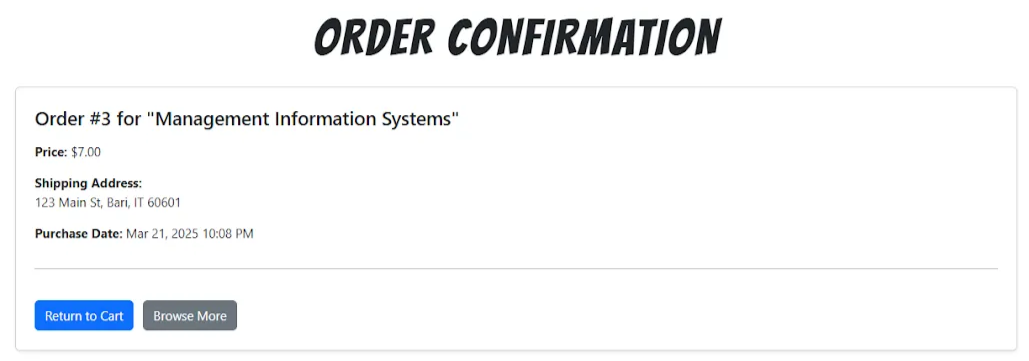 ORDER CONFIRMATION
Order #3 for "Management Information Systems"
Price: $7.00
Shipping Address:
123 Main St, Bari, IT 60601
Purchase Date: Mar 21, 2025 10:08 PM
Return to Cart
Browse More